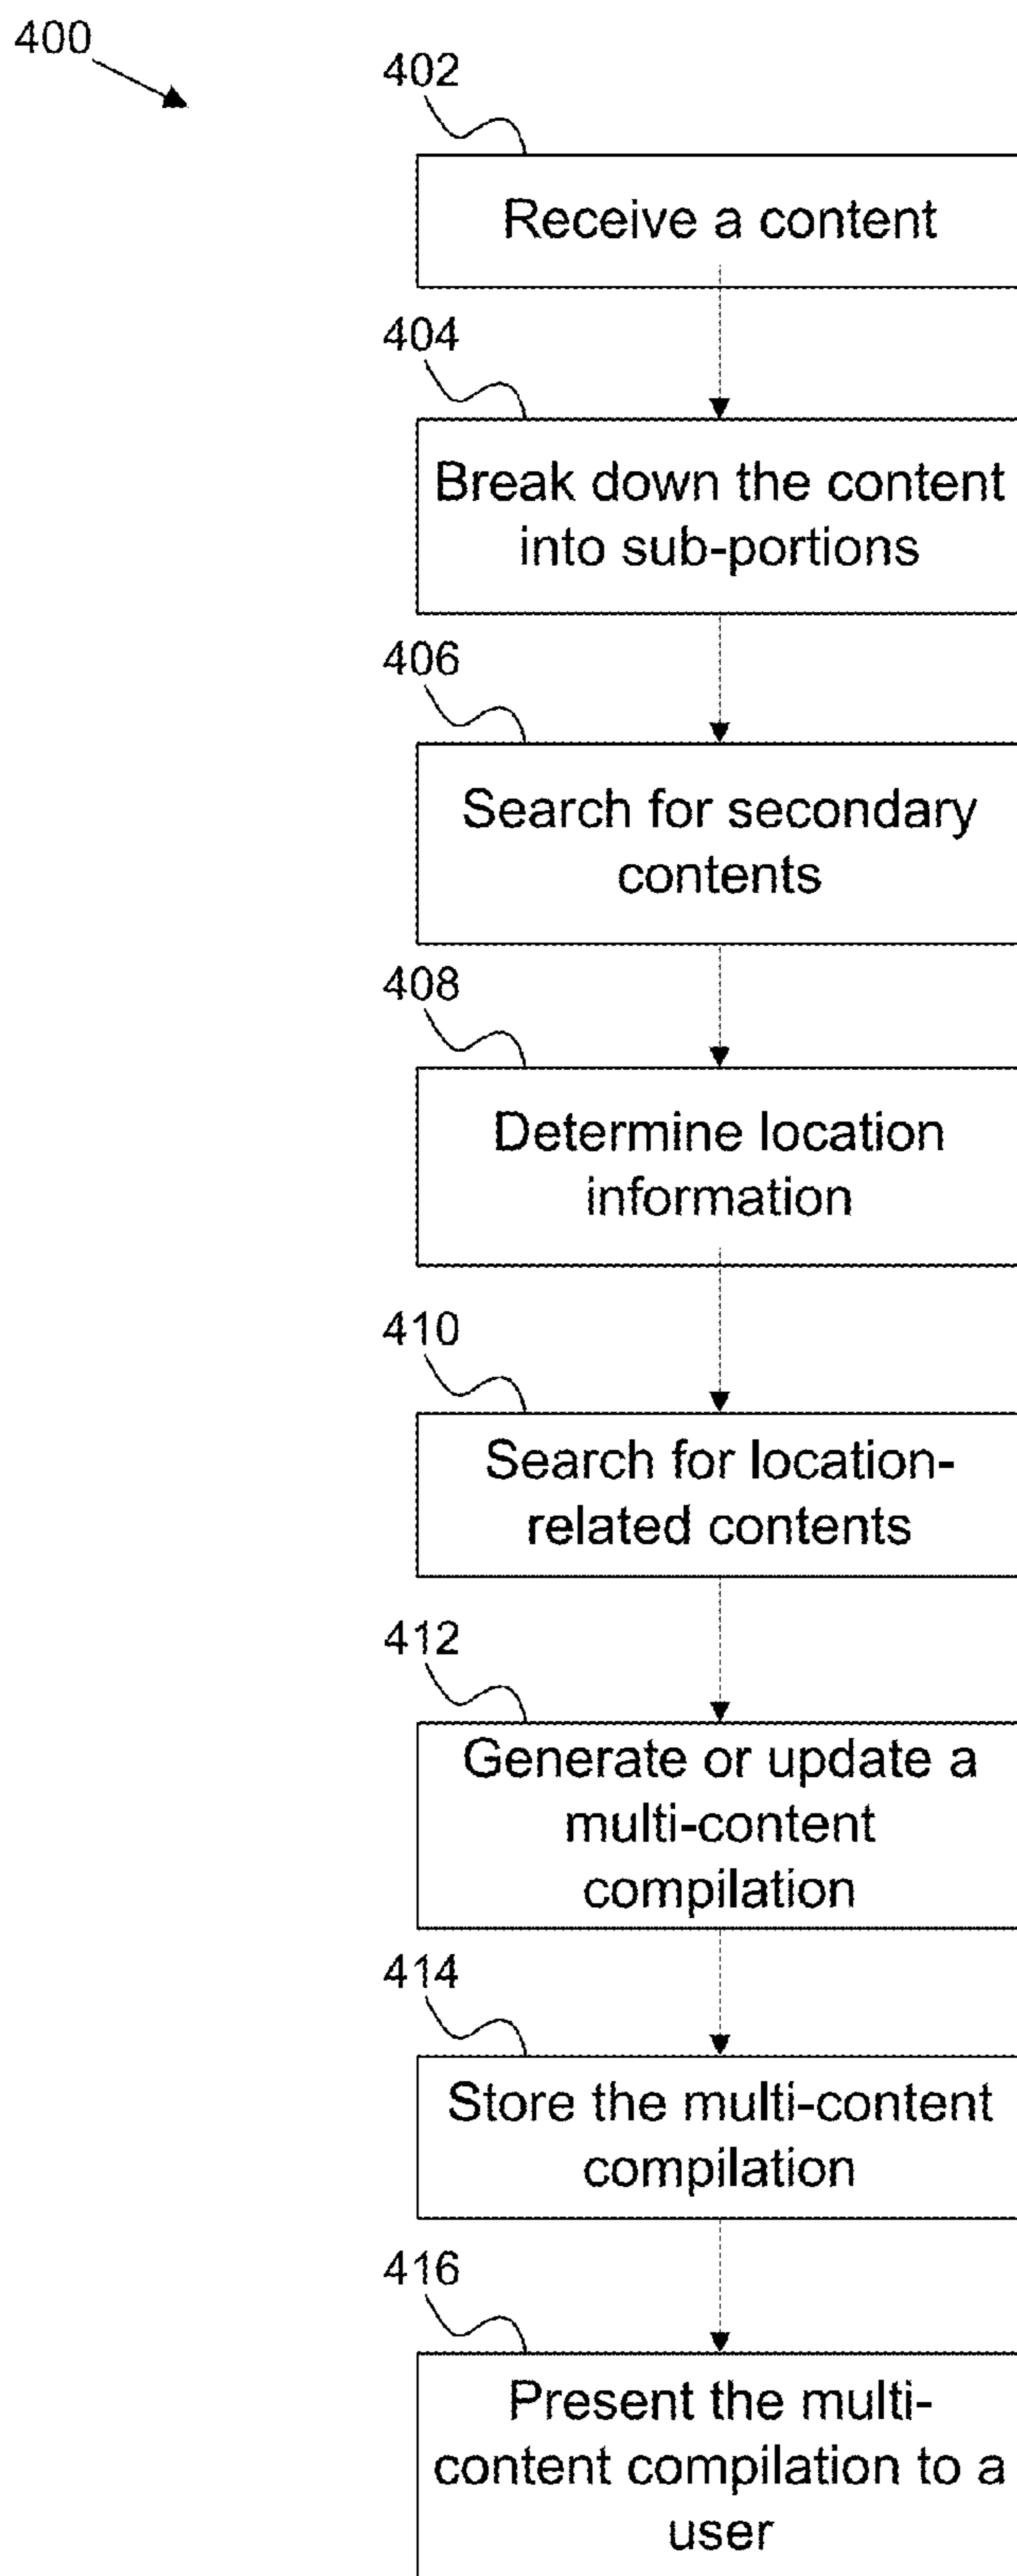 400
402
Receive a content
404
Break down the content
into sub-portions
406
Search for secondary
contents
408
Determine location
information
410
Search for location-
related contents
412
Generate or update a
multi-content
compilation
414
Store the multi-content
compilation
416
Present the multi-
content compilation to a
user